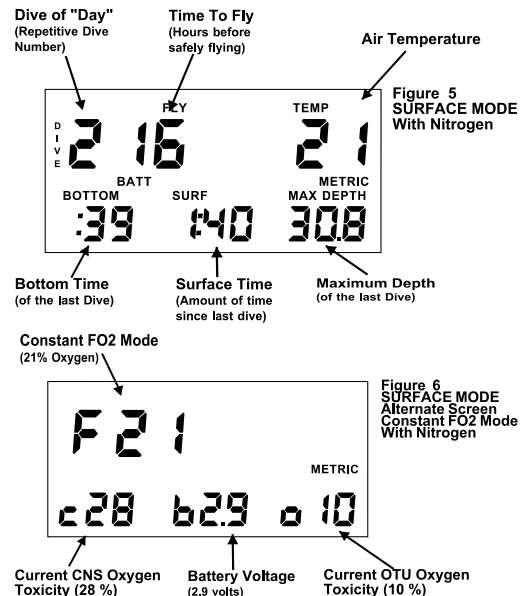 Dive of "Day"
(Repetitive Dive
Number)
Time To Fly
(Hours before
safely flying)
Air Temperature
Figure 5
SURFACE MODE
With Nitrogen
FLY
TEMP
DIVE
2 16 21
BATT
METRIC
BOTTOM
SURF
MAX DEPTH
:39 1:40 30.8
Bottom Time
(of the last Dive)
Surface Time
(Amount of time
since last dive)
Maximum Depth
(of the last Dive)
Constant FO2 Mode
(21% Oxygen)
Figure 6
SURFACE MODE
Alternate Screen
Constant FO2 Mode
With Nitrogen
F21
METRIC
c28 b2.9 o 10
Current CNS Oxygen
Toxicity (28 %)
Battery Voltage
(2.9 volts)
Current OTU Oxygen
Toxicity (10 %)